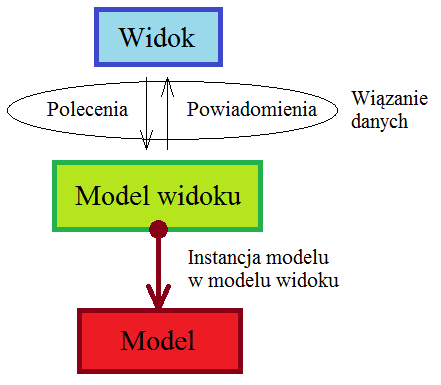 Widok
Polecenia
Powiadomienia
Wiązanie
danych
Model widoku
Instancja modelu
w modelu widoku
Model